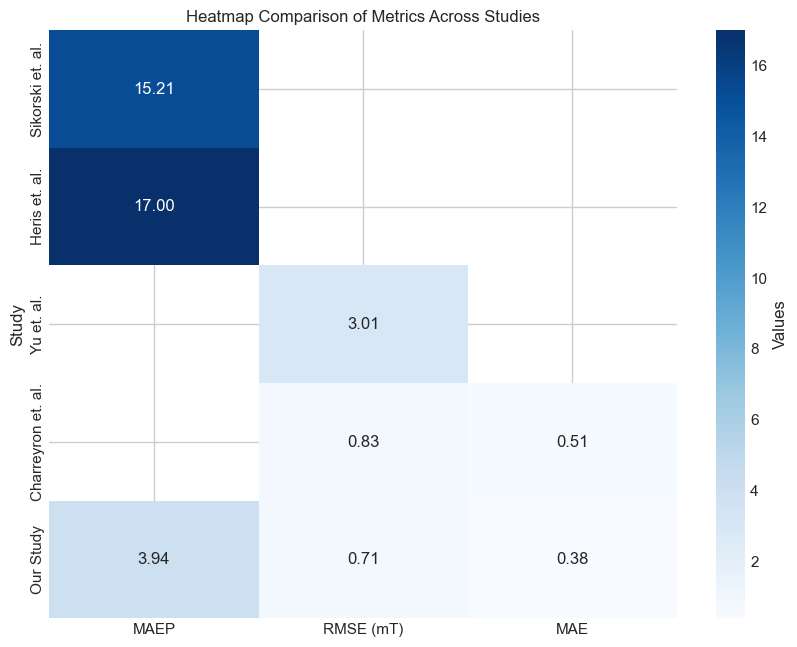 Heatmap Comparison of Metrics Across Studies
Study
Sikorski et. al.
15.21
Heris et. al.
17.00
Yu et. al.
3.01
Charreyron et. al.
0.83
0.51
Our Study
3.94
0.71
0.38
MAEP
RMSE (mT)
MAE
16
14
12
10
8
6
4
2
Values